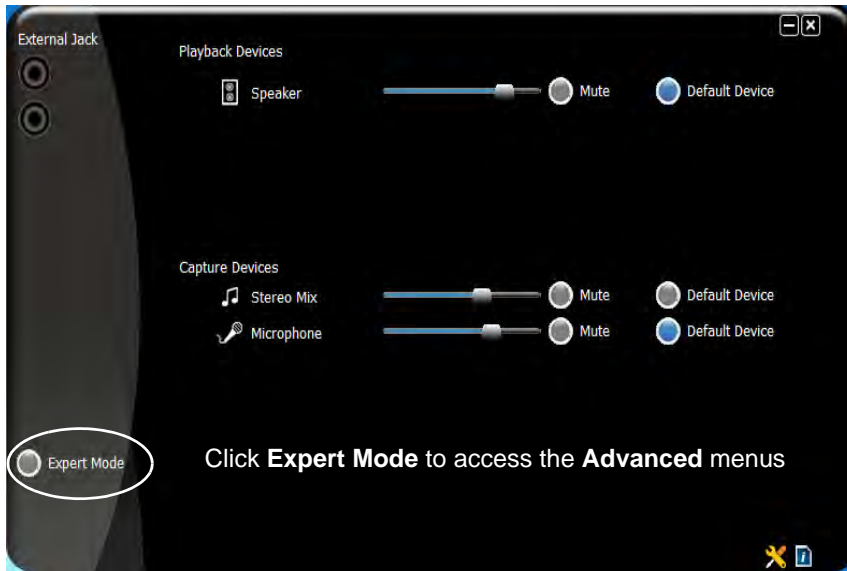 External Jack
Playback Devices
Speaker Mute Default Device
Capture Devices
Stereo Mix Mute Default Device
Microphone Mute Default Device
Expert Mode
Click Expert Mode to access the Advanced menus